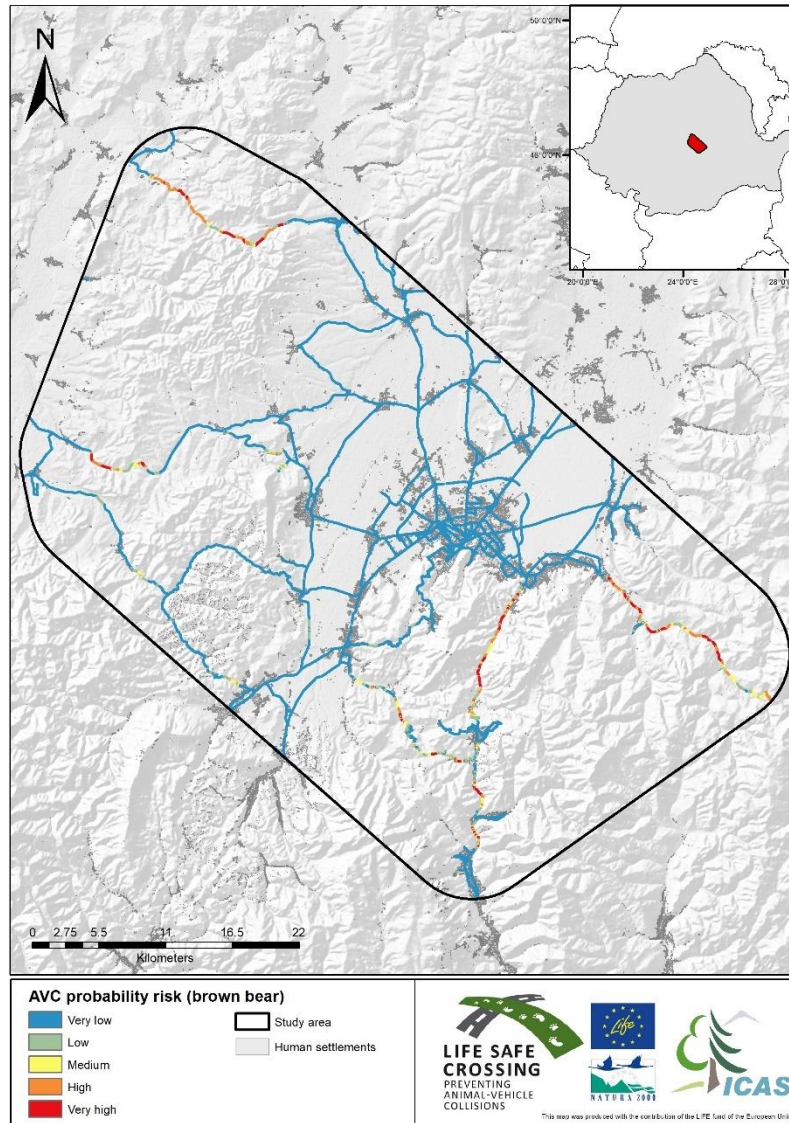 N
50°0'0"N
45°0'0"N
20°0'0"E
24°0'0"E
28°0'
0 2.75 5.5 11 16.5 22
Kilometers
AVC probability risk (brown bear)
Very low
Low
Medium
High
Very high
Study area
Human settlements
LIFE SAFE
CROSSING
PREVENTING
ANIMAL-VEHICLE
COLLISIONS
Life
NATURA 2000
ICAS
This map was produced with the contribution of the LIFE fund of the European Uni